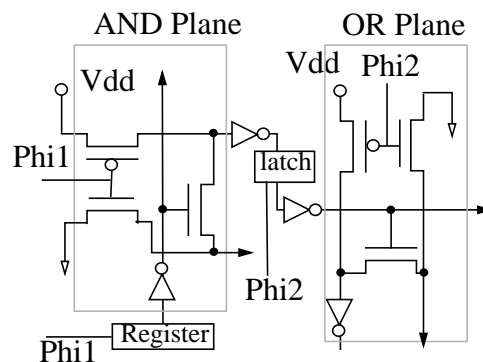 AND Plane
OR Plane
Vdd
Vdd
Phi2
Phi1
latch
Phi2
Register
Phi1